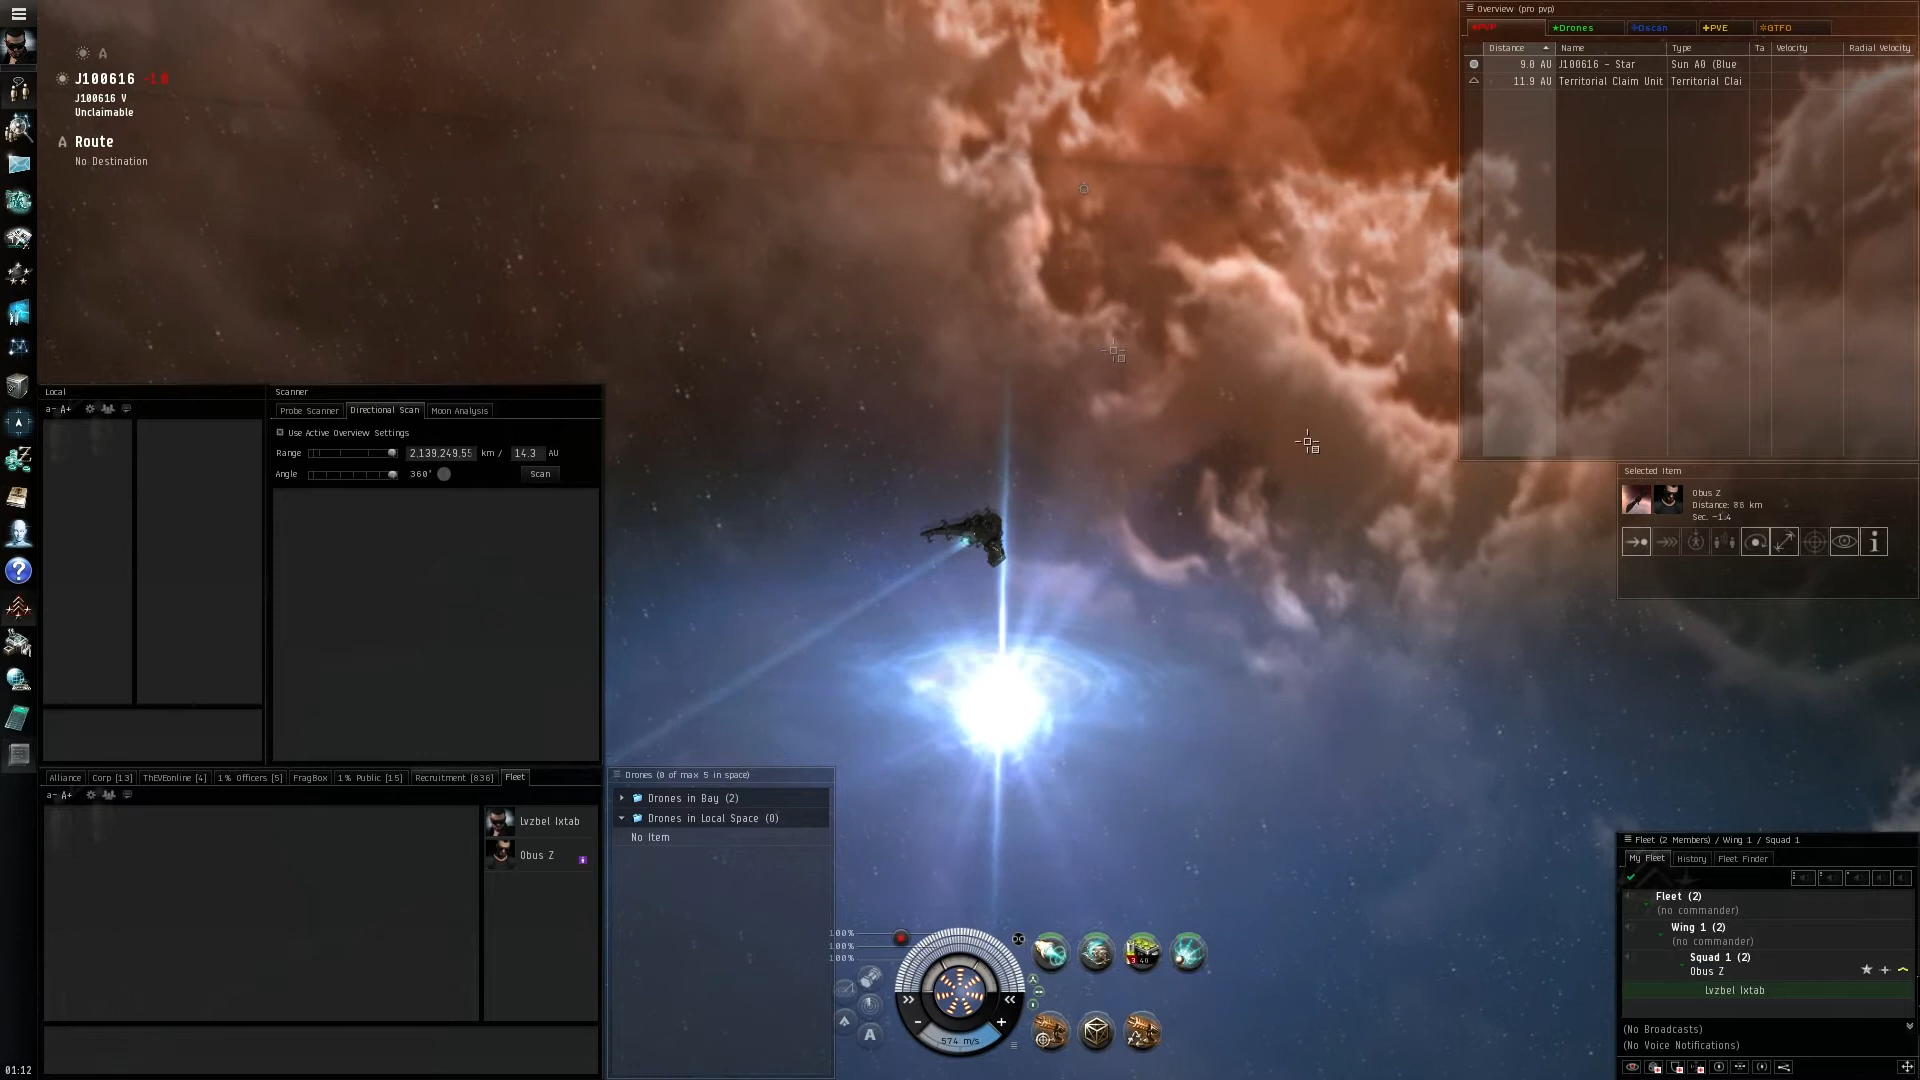 A
J100616 -1.0
J100616 V
Unclaimable
A Route
No Destination
Overview (pro pvp)
PVP
Drones
Dscan
PVE
GTFO
Distance Name Type Ta Velocity Radial Velocity
9.0 AU J100616 - Star Sun A0 (Blue
11.9 AU Territorial Claim Unit Territorial Clai
Selected Item
Obus Z
Distance: 86 km
Sec. -1.4
Local
a- A+
Scanner
Probe Scanner Directional Scan Moon Analysis
Use Active Overview Settings
Range 2,139,249,55 km / 14.3 AU
Angle 360° Scan
Alliance Corp [13] ThEVEonline [4] 1% Officers [5] FragBox 1% Public [15] Recruitment [836] Fleet
a- A+
Lvzbel Ixtab
Obus Z
Drones (0 of max 5 in space)
Drones in Bay (2)
Drones in Local Space (0)
No Item
100%
100%
100%
40
A
574 m/s
Fleet (2 Members) / Wing 1 / Squad 1
My Fleet History Fleet Finder
Fleet (2)
(no commander)
Wing 1 (2)
(no commander)
Squad 1 (2)
Obus Z
Lvzbel Ixtab
(No Broadcasts)
(No Voice Notifications)
01:12